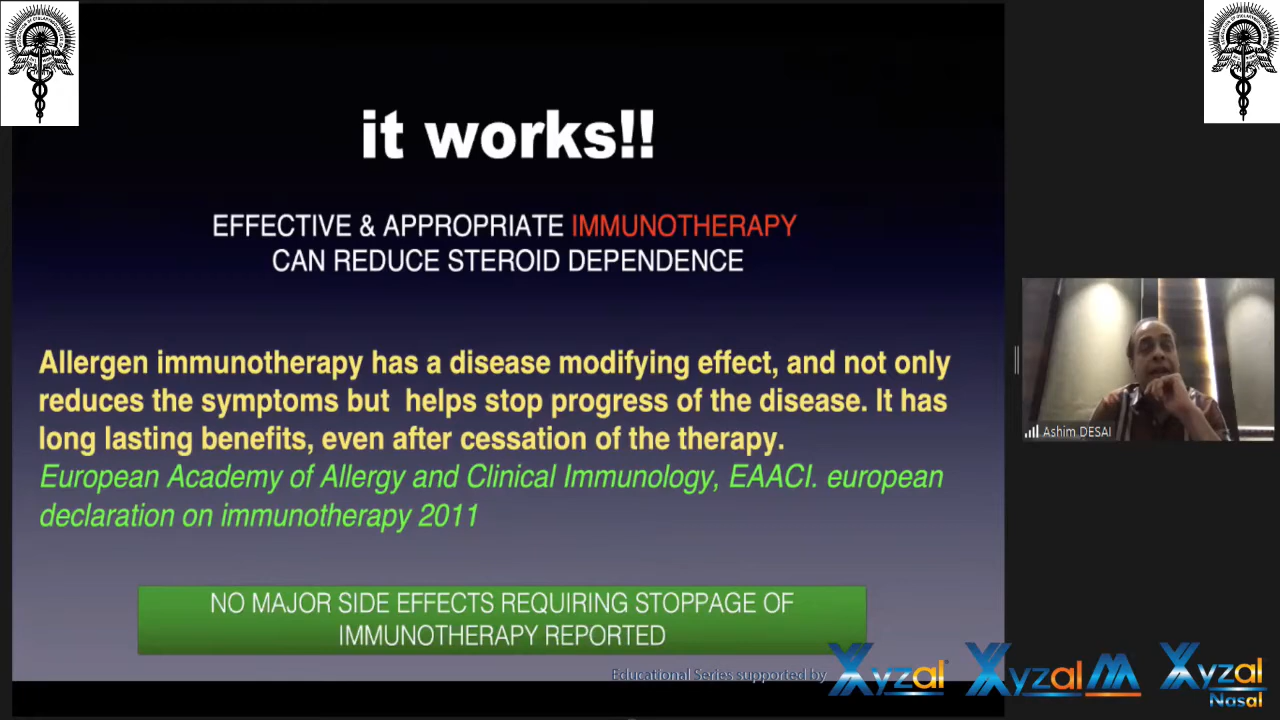 it works!!
EFFECTIVE & APPROPRIATE IMMUNOTHERAPY
CAN REDUCE STEROID DEPENDENCE
Allergen immunotherapy has a disease modifying effect, and not only
reduces the symptoms but helps stop progress of the disease. It has
long lasting benefits, even after cessation of the therapy.
European Academy of Allergy and Clinical Immunology, EAACI. european
declaration on immunotherapy 2011
NO MAJOR SIDE EFFECTS REQUIRING STOPPAGE OF
IMMUNOTHERAPY REPORTED
Ashim DESAI
Educational Series supported by
Xyzal
Xyzal M
Xyzal
Nasal